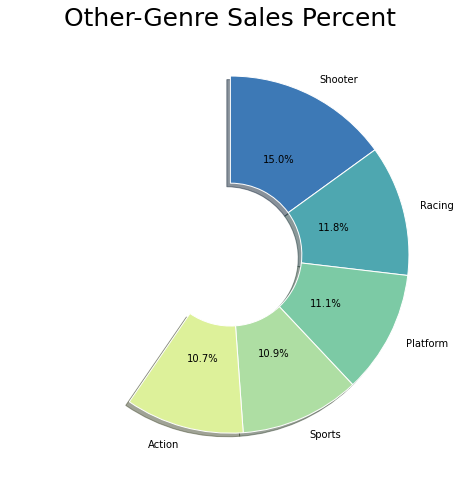 Other-Genre Sales Percent
Shooter
15.0%
Racing
11.8%
Platform
11.1%
Sports
10.9%
Action
10.7%